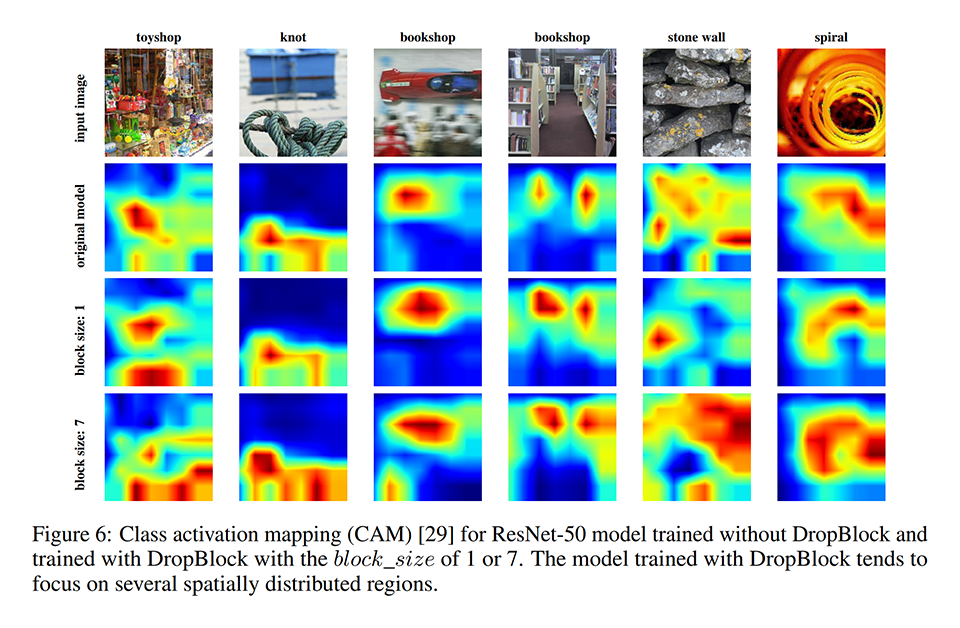 toyshop knot bookshop bookshop stone wall spiral
input image
original model
block size: 1
block size: 7
Figure 6: Class activation mapping (CAM) [29] for ResNet-50 model trained without DropBlock and
trained with DropBlock with the block_size of 1 or 7. The model trained with DropBlock tends to
focus on several spatially distributed regions.